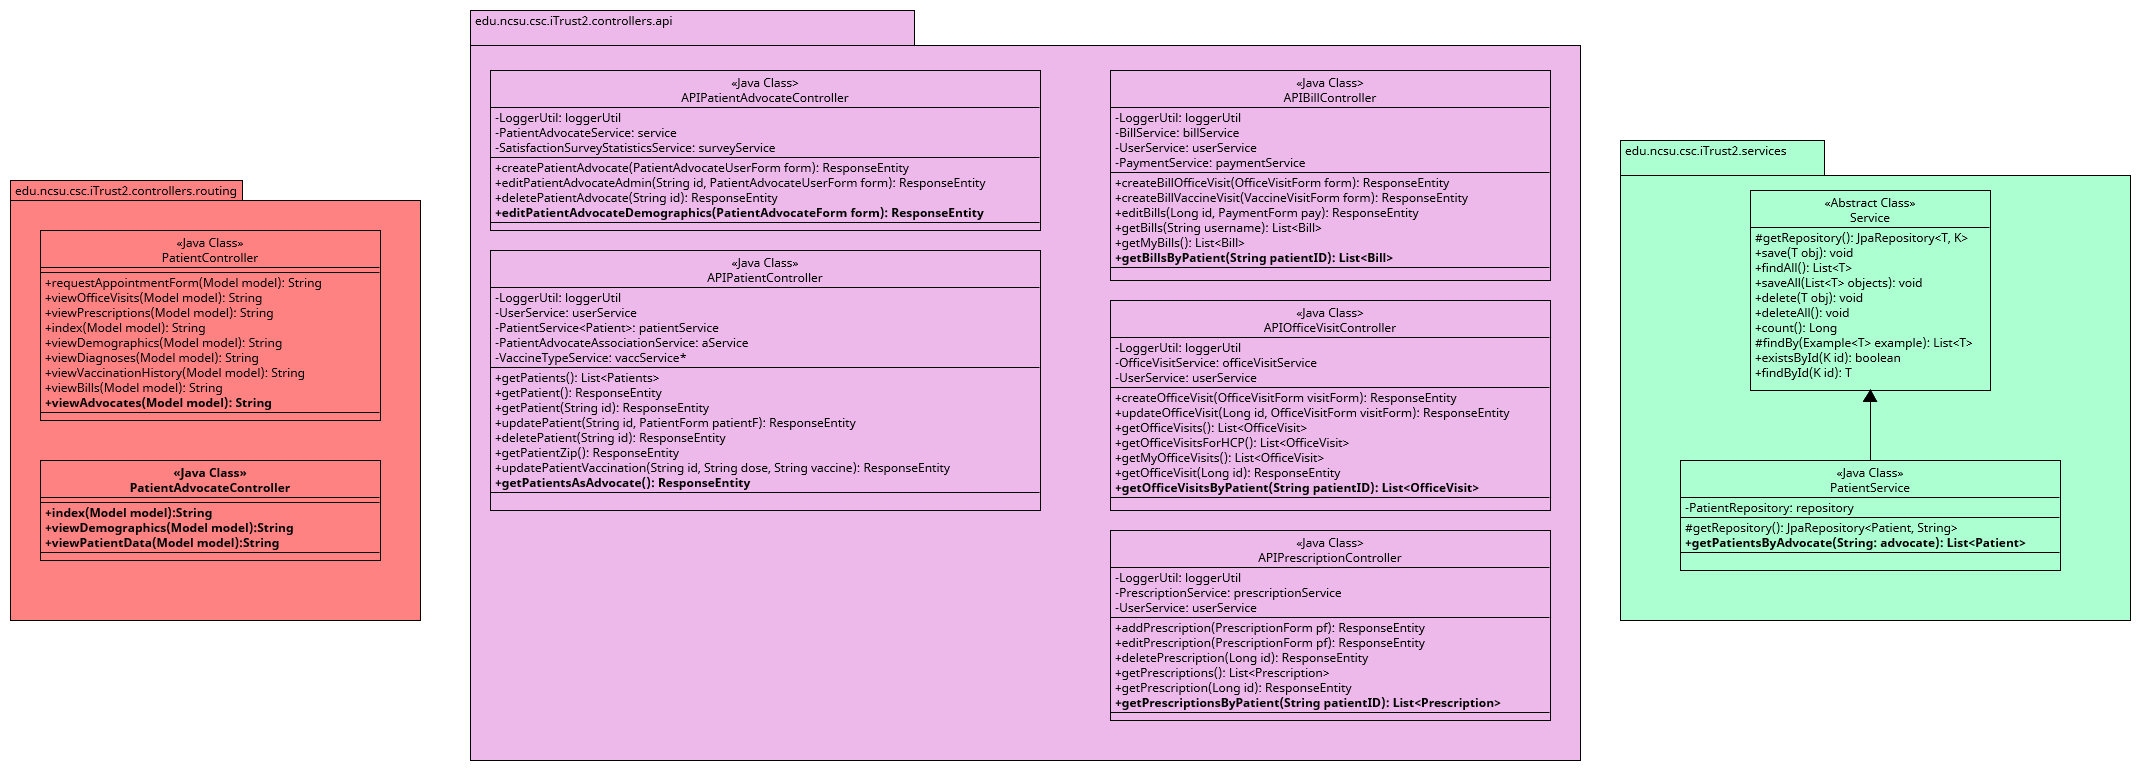 edu.ncsu.csc.iTrust2.controllers.routing
«Java Class»
PatientController
+requestAppointmentForm(Model model): String
+viewOfficeVisits(Model model): String
+viewPrescriptions(Model model): String
+index(Model model): String
+viewDemographics(Model model): String
+viewDiagnoses(Model model): String
+viewVaccinationHistory(Model model): String
+viewBills(Model model): String
+viewAdvocates(Model model): String
«Java Class»
PatientAdvocateController
+index(Model model):String
+viewDemographics(Model model):String
+viewPatientData(Model model):String
edu.ncsu.csc.iTrust2.controllers.api
«Java Class>
APIPatientAdvocateController
-LoggerUtil: loggerUtil
-PatientAdvocateService: service
-SatisfactionSurveyStatisticsService: surveyService
+createPatientAdvocate(PatientAdvocateUserForm form): ResponseEntity
+editPatientAdvocateAdmin(String id, PatientAdvocateUserForm form): ResponseEntity
+deletePatientAdvocate(String id): ResponseEntity
+editPatientAdvocateDemographics(PatientAdvocateForm form): ResponseEntity
«Java Class»
APIPatientController
-LoggerUtil: loggerUtil
-UserService: userService
-PatientService<Patient>: patientService
-PatientAdvocateAssociationService: aService
-VaccineTypeService: vaccService*
+getPatients(): List<Patients>
+getPatient(): ResponseEntity
+getPatient(String id): ResponseEntity
+updatePatient(String id, PatientForm patientF): ResponseEntity
+deletePatient(String id): ResponseEntity
+getPatientZip(): ResponseEntity
+updatePatientVaccination(String id, String dose, String vaccine): ResponseEntity
+getPatientsAsAdvocate(): ResponseEntity
«Java Class>
APIBillController
-LoggerUtil: loggerUtil
-BillService: billService
-UserService: userService
-PaymentService: paymentService
+createBillOfficeVisit(OfficeVisitForm form): ResponseEntity
+createBillVaccineVisit(VaccineVisitForm form): ResponseEntity
+editBills(Long id, PaymentForm pay): ResponseEntity
+getBills(String username): List<Bill>
+getMyBills(): List<Bill>
+getBillsByPatient(String patientID): List<Bill>
«Java Class>
APIOfficeVisitController
-LoggerUtil: loggerUtil
-OfficeVisitService: officeVisitService
-UserService: userService
+createOfficeVisit(OfficeVisitForm visitForm): ResponseEntity
+updateOfficeVisit(Long id, OfficeVisitForm visitForm): ResponseEntity
+getOfficeVisits(): List<OfficeVisit>
+getOfficeVisitsForHCP(): List<OfficeVisit>
+getMyOfficeVisits(): List<OfficeVisit>
+getOfficeVisit(Long id): ResponseEntity
+getOfficeVisitsByPatient(String patientID): List<OfficeVisit>
«Java Class>
APIPrescriptionController
-LoggerUtil: loggerUtil
-PrescriptionService: prescriptionService
-UserService: userService
+addPrescription(PrescriptionForm pf): ResponseEntity
+editPrescription(PrescriptionForm pf): ResponseEntity
+deletePrescription(Long id): ResponseEntity
+getPrescriptions(): List<Prescription>
+getPrescription(Long id): ResponseEntity
+getPrescriptionsByPatient(String patientID): List<Prescription>
edu.ncsu.csc.iTrust2.services
«Abstract Class»
Service
#getRepository(): JpaRepository<T, K>
+save(T obj): void
+findAll(): List<T>
+saveAll(List<T> objects): void
+delete(T obj): void
+deleteAll(): void
+count(): Long
#findBy(Example<T> example): List<T>
+existsById(K id): boolean
+findById(K id): T
«Java Class»
PatientService
-PatientRepository: repository
#getRepository(): JpaRepository<Patient, String>
+getPatientsByAdvocate(String: advocate): List<Patient>